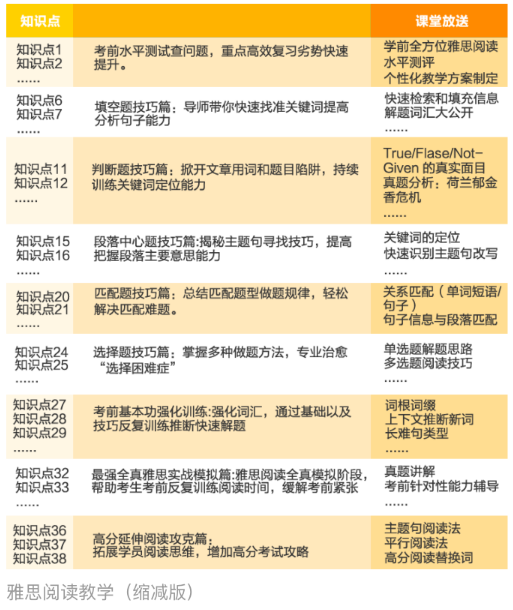 知识点
课堂放送
知识点1
知识点2
……
考前水平测试查问题，重点高效复习劣势快速
提升。
学前全方位雅思阅读
水平测评
个性化教学方案制定
知识点6
知识点7
……
填空题技巧篇：导师带你快速找准关键词提高
分析句子能力
快速检索和填充信息
解题词汇大公开
……
知识点11
知识点12
……
判断题技巧篇：掀开文章用词和题目陷阱，持续
训练关键词定位能力
True/Flase/Not-
Given 的真实面目
真题分析：荷兰郁金
香危机
……
知识点15
知识点16
……
段落中心题技巧篇:揭秘主题句寻找技巧，提高
把握段落主要意思能力
关键词的定位
快速识别主题句改写
……
知识点20
知识点21
……
匹配题技巧篇：总结匹配题型做题规律，轻松
解决匹配难题。
关系匹配（单词短语/
句子）
句子信息与段落匹配
知识点24
知识点25
……
选择题技巧篇：掌握多种做题方法，专业治愈
“选择困难症”
单选题解题思路
多选题阅读技巧
……
知识点27
知识点28
知识点29
……
考前基本功强化训练:强化词汇，通过基础以及
技巧反复训练推断快速解题
词根词缀
上下文推断新词
长难句类型
……
知识点32
知识点33
……
最强全真雅思实战模拟篇:雅思阅读全真模拟阶段，
帮助考生考前反复训练阅读时间，缓解考前紧张
真题讲解
考前针对性能力辅导
……
知识点36
知识点37
知识点38
高分延伸阅读攻克篇：
拓展学员阅读思维，增加高分考试攻略
主题句阅读法
平行阅读法
高分阅读替换词
雅思阅读教学（缩减版）